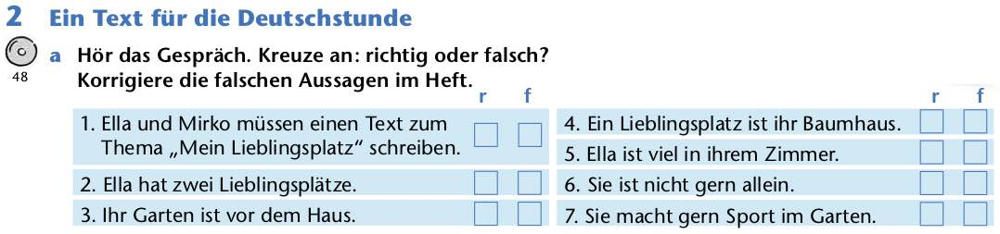 2 Ein Text für die Deutschstunde
a Hör das Gespräch. Kreuze an: richtig oder falsch?
48 Korrigiere die falschen Aussagen im Heft.
r f
1. Ella und Mirko müssen einen Text zum
Thema „Mein Lieblingsplatz“ schreiben.
2. Ella hat zwei Lieblingsplätze.
3. Ihr Garten ist vor dem Haus.
r f
4. Ein Lieblingsplatz ist ihr Baumhaus.
5. Ella ist viel in ihrem Zimmer.
6. Sie ist nicht gern allein.
7. Sie macht gern Sport im Garten.